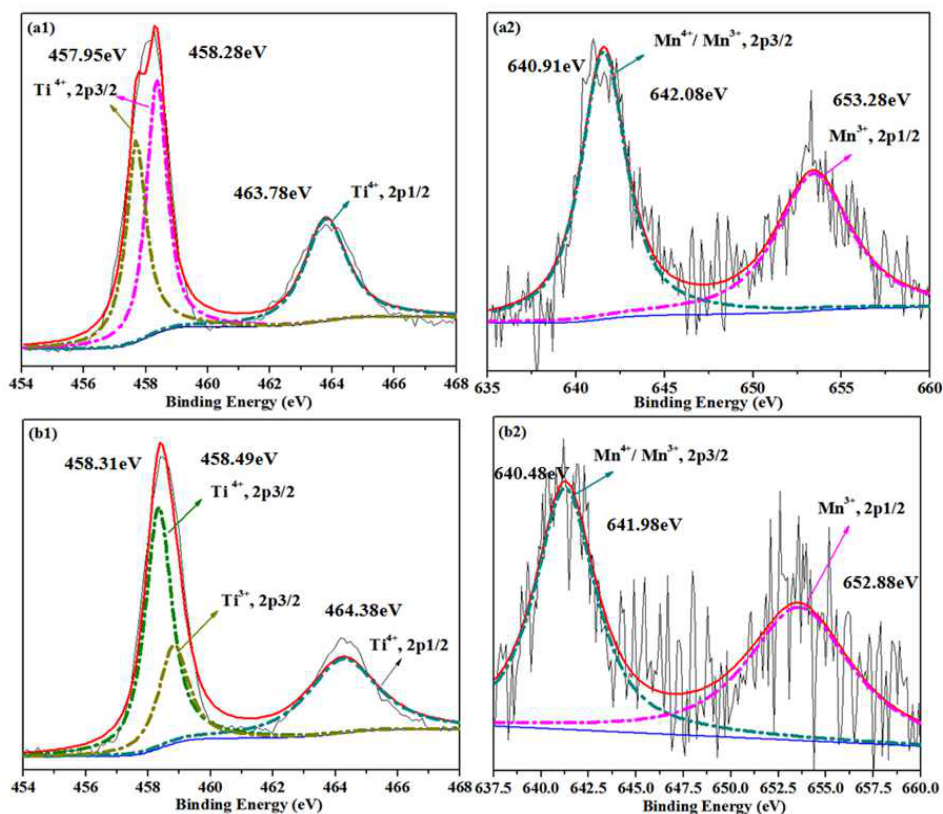 (a1)
457.95eV
458.28eV
Ti⁴⁺, 2p3/2
463.78eV
Ti⁴⁺, 2p1/2
454 456 458 460 462 464 466 468
Binding Energy (eV)
(a2)
640.91eV
Mn⁴⁺/ Mn³⁺, 2p3/2
642.08eV
653.28eV
Mn³⁺, 2p1/2
635 640 645 650 655 660
Binding Energy (eV)
(b1)
458.31eV
458.49eV
Ti ⁴⁺, 2p3/2
Ti³⁺, 2p3/2
464.38eV
Ti⁴⁺, 2p1/2
454 456 458 460 462 464 466 468
Binding Energy (eV)
(b2)
640.48eV
Mn⁴⁺/ Mn³⁺, 2p3/2
641.98eV
Mn³⁺, 2p1/2
652.88eV
637.5 640.0 642.5 645.0 647.5 650.0 652.5 655.0 657.5 660.0
Binding Energy (eV)